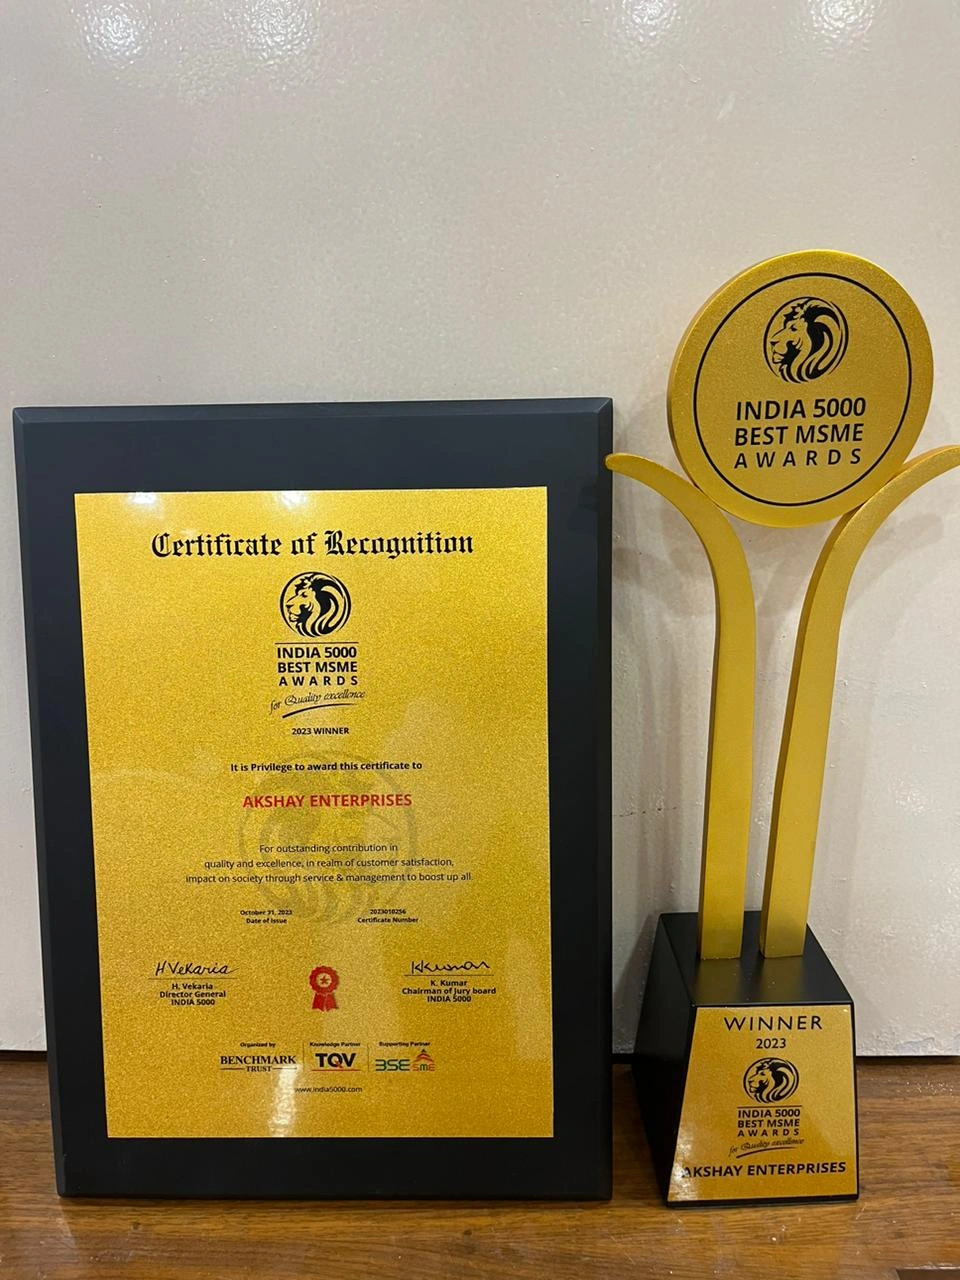 Certificate of Recognition
INDIA 5000
BEST MSME
AWARDS
for Quality excellence
2023 WINNER
It is Privilege to award this certificate to
AKSHAY ENTERPRISES
For outstanding contribution in
quality and excellence, in realm of customer satisfaction,
impact on society through service & management to boost up all.
October 31, 2023
Date of Issue
2023010256
Certificate Number
H Vekaria
H. Vekaria
Director General
INDIA 5000
KKumar
K. Kumar
Chairman of Jury board
INDIA 5000
Organized by
BENCHMARK
TRUST
Knowledge Partner
TQV
Supporting Partner
BSE SME
www.india5000.com
INDIA 5000
BEST MSME
AWARDS
WINNER
2023
INDIA 5000
BEST MSME
AWARDS
for Quality excellence
AKSHAY ENTERPRISES